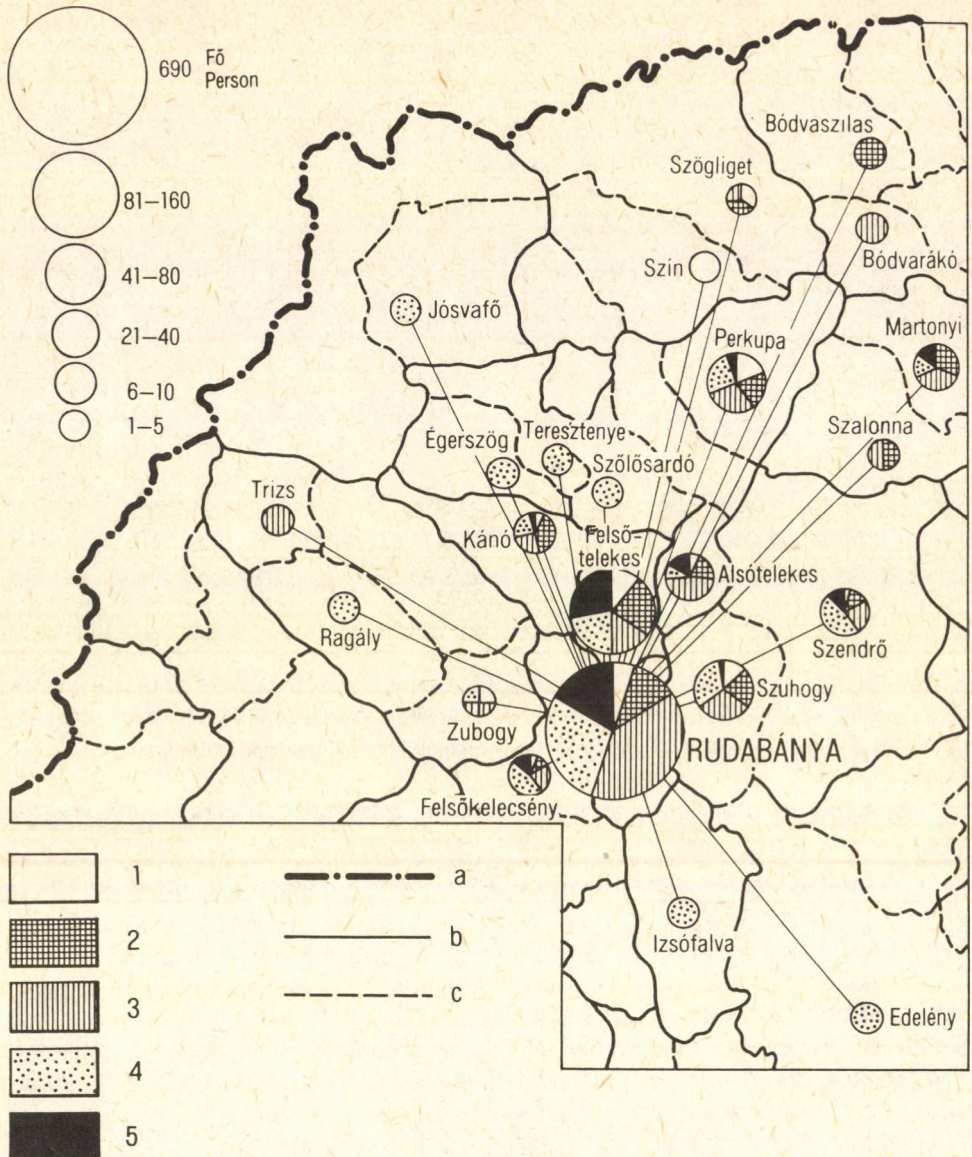 690 Fő
Person
81–160
41–80
21–40
6–10
1–5
Bódvaszilas
Szögliget
Szín
Bódvarákó
Jósvafő
Martonyi
Perkupa
Szalonna
Égerszög
Teresztenye
Szőlősardó
Trizs
Kánó
Felső-
telekes
Alsótelekes
Ragály
Szendrő
Szuhogy
Zubogy
RUDABÁNYA
Felsőkelecsény
Izsófalva
Edelény
1
2
3
4
5
a
b
c